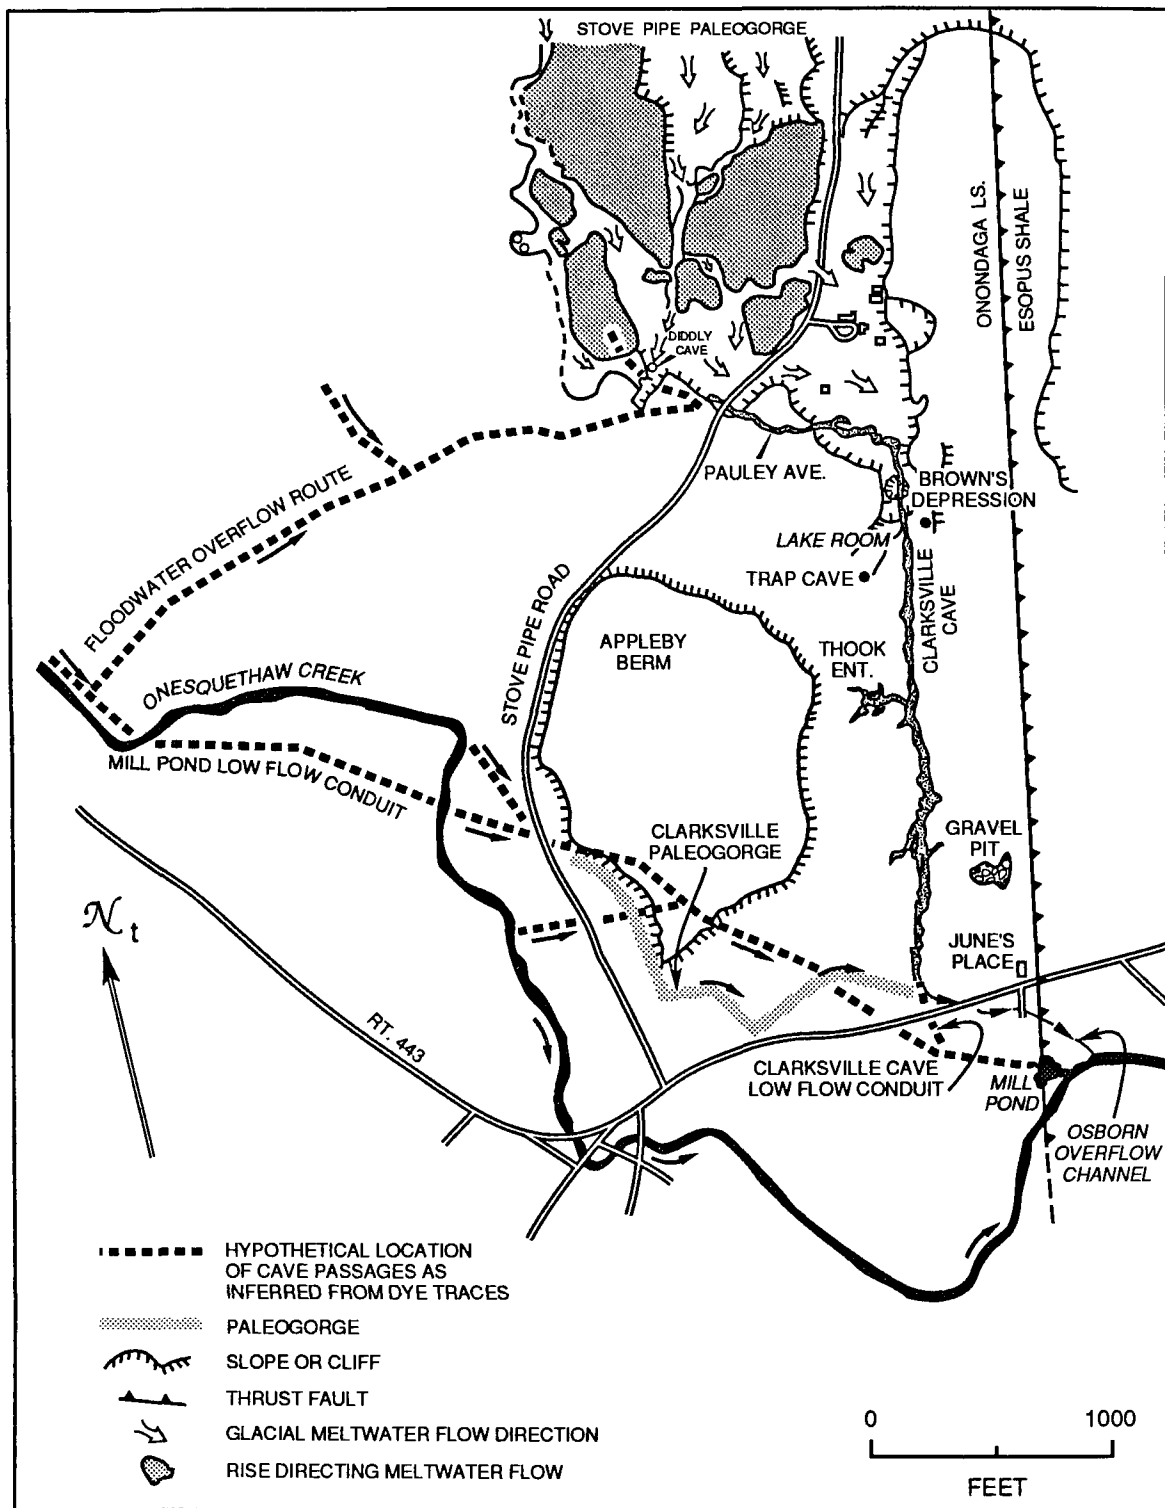 STOVE PIPE PALEOGORGE
ONONDAGA LS.
ESOPUS SHALE
DIDDLY
CAVE
PAULEY AVE.
BROWN'S
DEPRESSION
FLOODWATER OVERFLOW ROUTE
LAKE ROOM
TRAP CAVE
CLARKSVILLE
CAVE
STOVE PIPE ROAD
APPLEBY
BERM
THOOK
ENT.
ONESQUETHAW CREEK
MILL POND LOW FLOW CONDUIT
CLARKSVILLE
PALEOGORGE
GRAVEL
PIT
N t
JUNE'S
PLACE
RT. 443
CLARKSVILLE CAVE
LOW FLOW CONDUIT
MILL
POND
OSBORN
OVERFLOW
CHANNEL
HYPOTHETICAL LOCATION
OF CAVE PASSAGES AS
INFERRED FROM DYE TRACES
PALEOGORGE
SLOPE OR CLIFF
THRUST FAULT
GLACIAL MELTWATER FLOW DIRECTION
RISE DIRECTING MELTWATER FLOW
0 1000
FEET